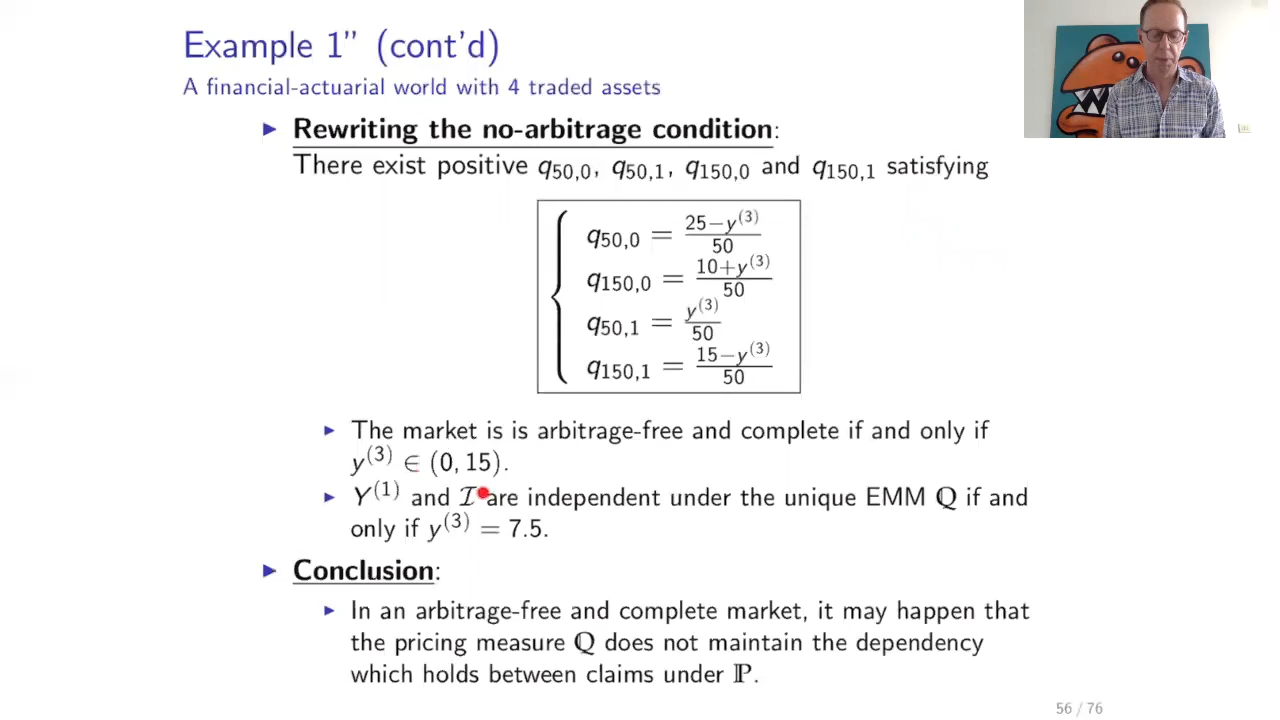 Example 1” (cont’d)
A financial-actuarial world with 4 traded assets
▶ Rewriting the no-arbitrage condition:
There exist positive q₅₀,₀, q₅₀,₁, q₁₅₀,₀ and q₁₅₀,₁ satisfying
q₅₀,₀ = (25−y⁽³⁾)/50
q₁₅₀,₀ = (10+y⁽³⁾)/50
q₅₀,₁ = y⁽³⁾/50
q₁₅₀,₁ = (15−y⁽³⁾)/50
▶ The market is is arbitrage-free and complete if and only if
y⁽³⁾ ∈ (0, 15).
▶ Y⁽¹⁾ and ℐ are independent under the unique EMM ℚ if and
only if y⁽³⁾ = 7.5.
▶ Conclusion:
▶ In an arbitrage-free and complete market, it may happen that
the pricing measure ℚ does not maintain the dependency
which holds between claims under ℙ.
56 / 76